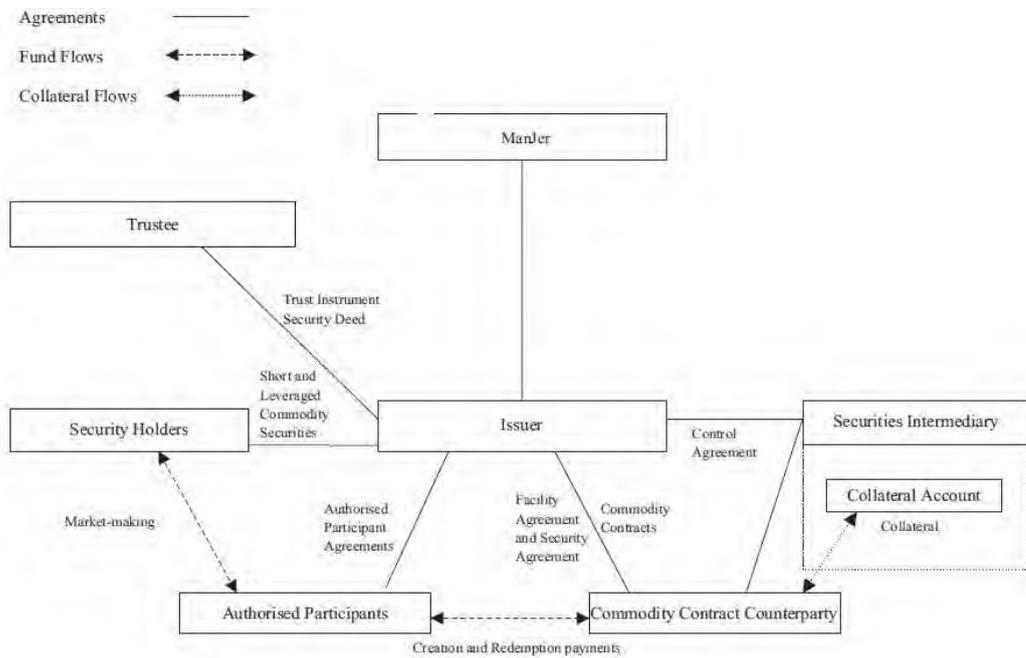 Agreements
Fund Flows
Collateral Flows
ManJer
Trustee
Trust Instrument
Security Deed
Short and
Leveraged
Commodity
Securities
Security Holders
Issuer
Control
Agreement
Securities Intermediary
Collateral Account
Collateral
Market-making
Authorised
Participant
Agreements
Facility
Agreement
and Security
Agreement
Commodity
Contracts
Authorised Participants
Commodity Contract Counterparty
Creation and Redemption payments